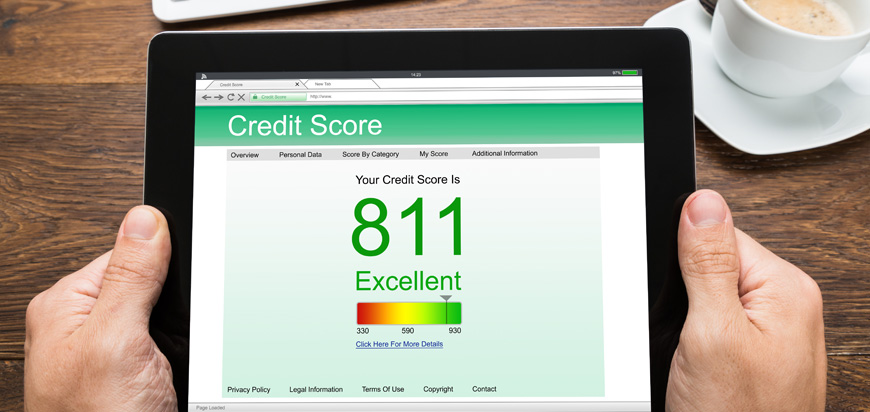 14:20
87%
Credit Score
New Tab
Credit Score
http://www
Credit Score
Overview Personal Data Score By Category My Score Additional Information
Your Credit Score Is
811
Excellent
330 590 930
Click Here For More Details
Privacy Policy Legal Information Terms Of Use Copyright Contact
Page Loaded